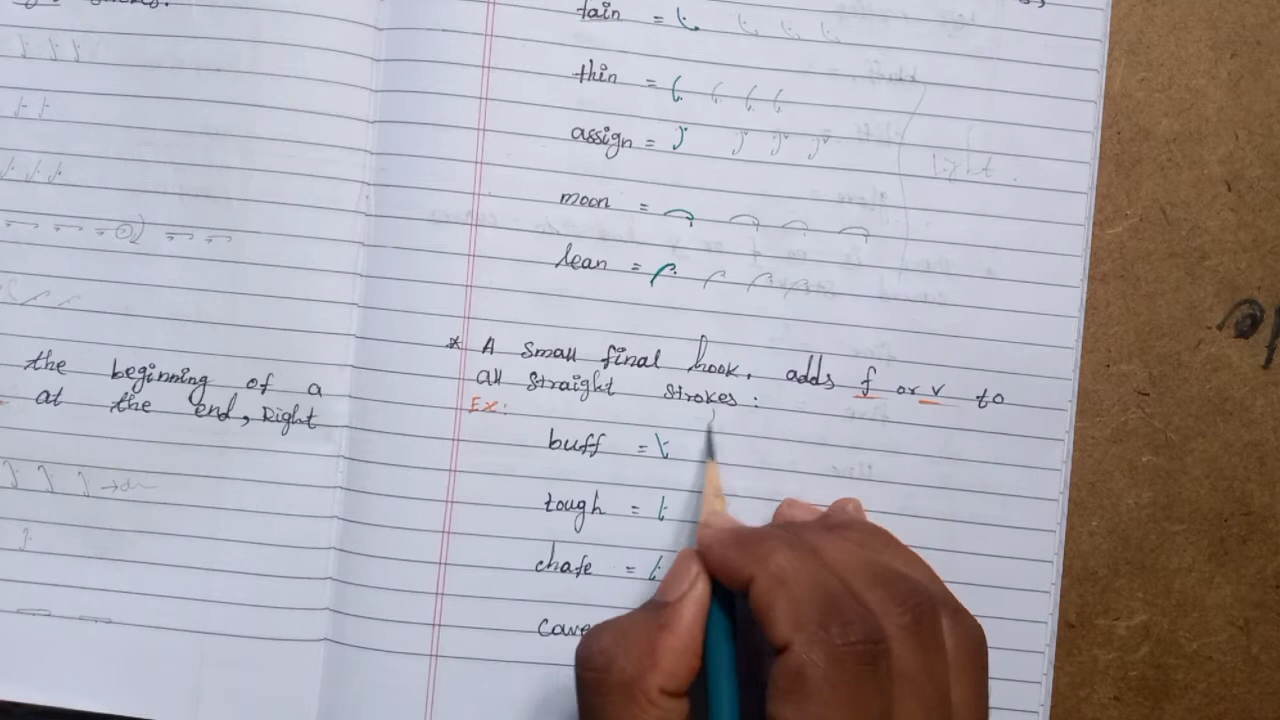 the beginning of a
at the end, Right
tain =
thin =
assign =
moon =
lean =
* A small final hook. adds f or v to
all straight strokes :
Ex:
buff =
tough =
chafe =